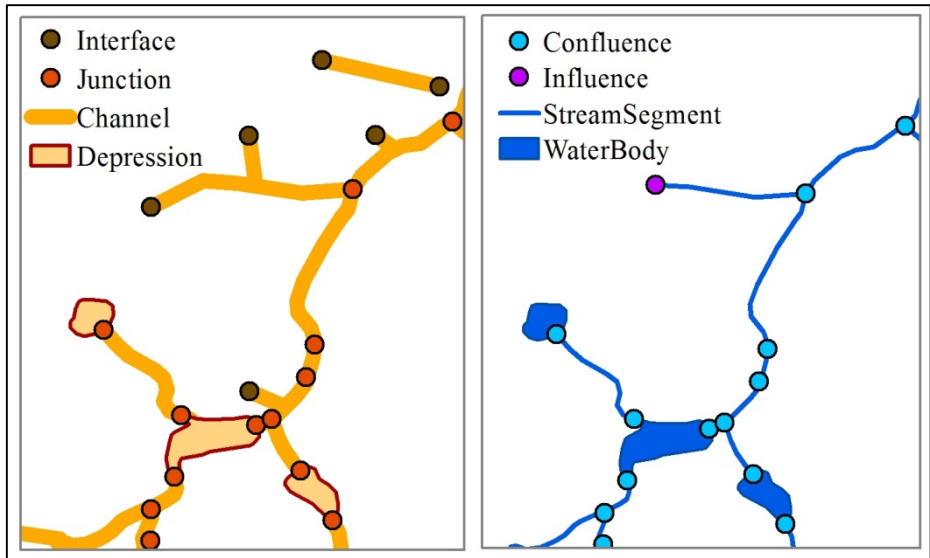 Interface
Junction
Channel
Depression
Confluence
Influence
StreamSegment
WaterBody